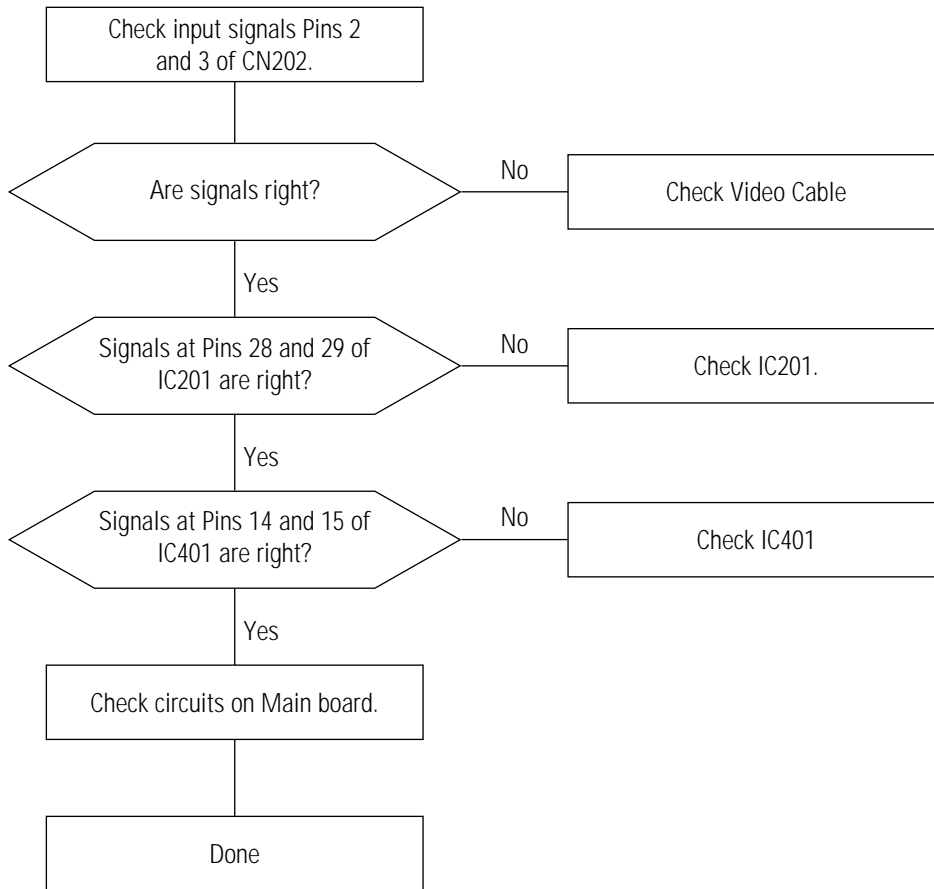 Check input signals Pins 2
and 3 of CN202.
Are signals right?
No
Check Video Cable
Yes
Signals at Pins 28 and 29 of
IC201 are right?
No
Check IC201.
Yes
Signals at Pins 14 and 15 of
IC401 are right?
No
Check IC401
Yes
Check circuits on Main board.
Done